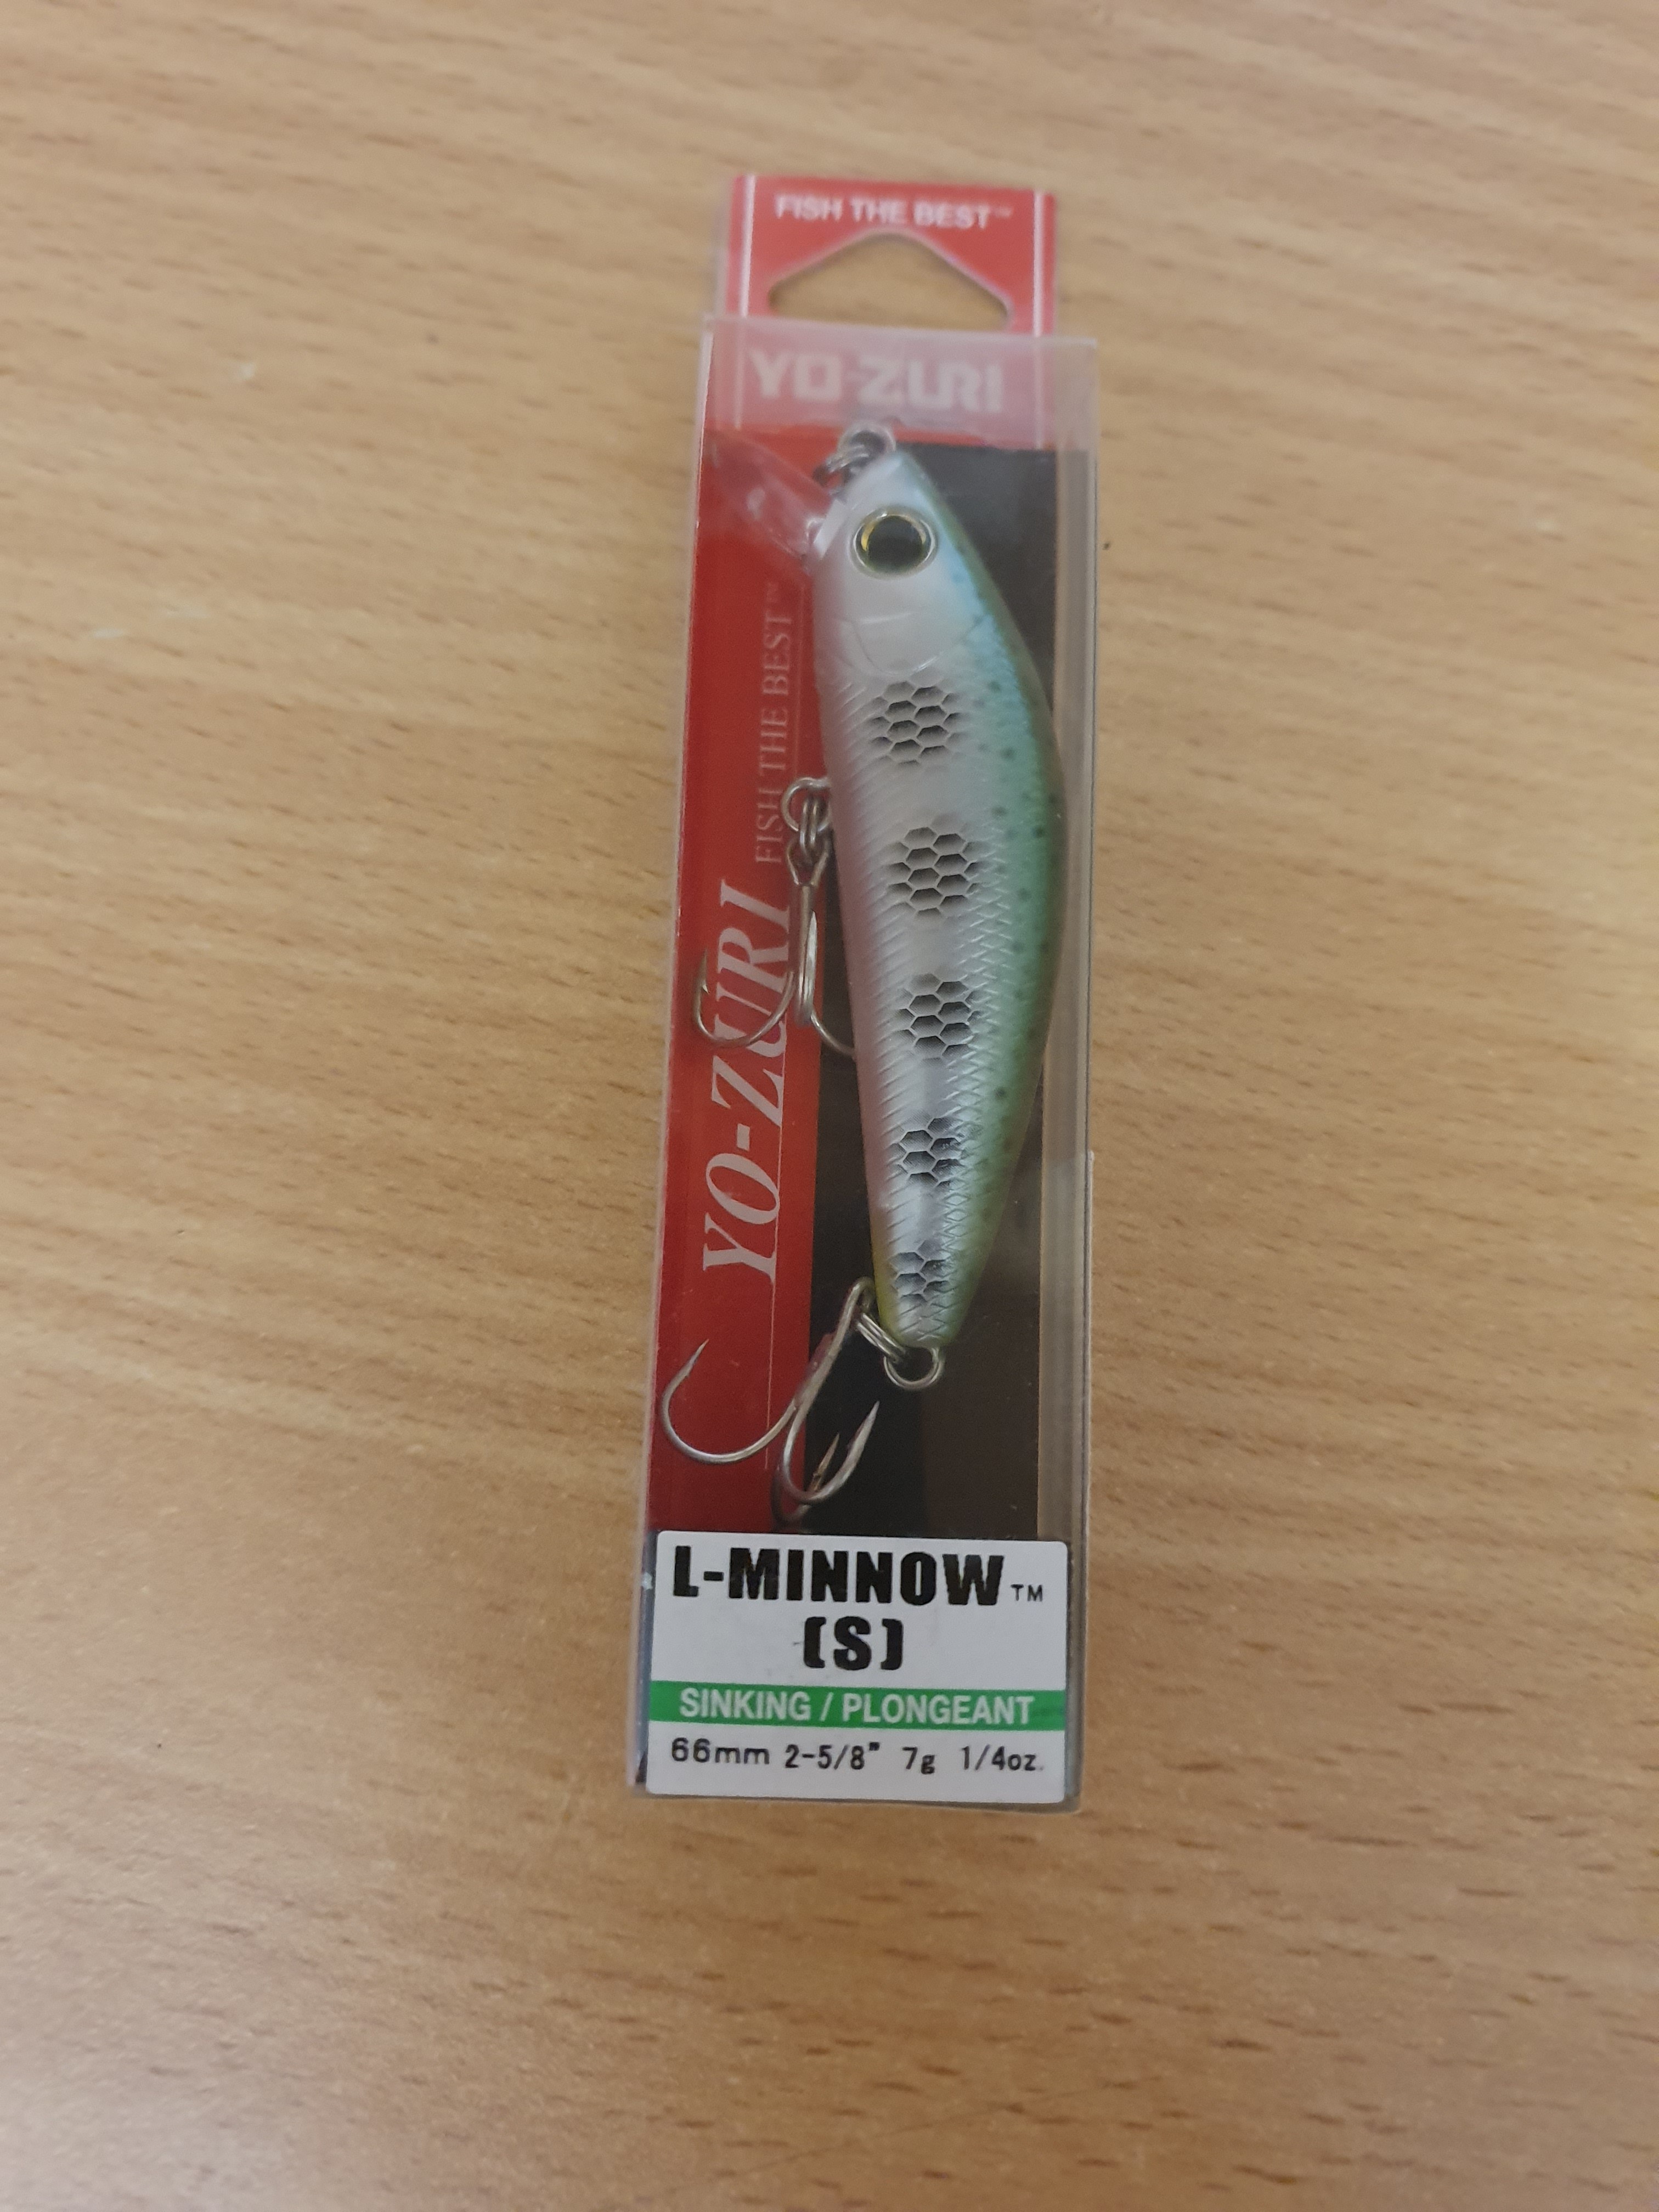 FISH THE BEST™
YO-ZURI
YO-ZURI FISH THE BEST™
L-MINNOW™
(S)
SINKING / PLONGEANT
66mm 2-5/8" 7g 1/4oz.